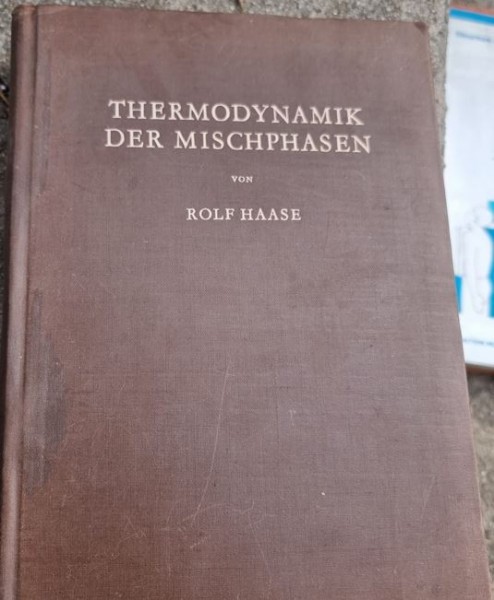 THERMODYNAMIK
DER MISCHPHASEN
VON
ROLF HAASE